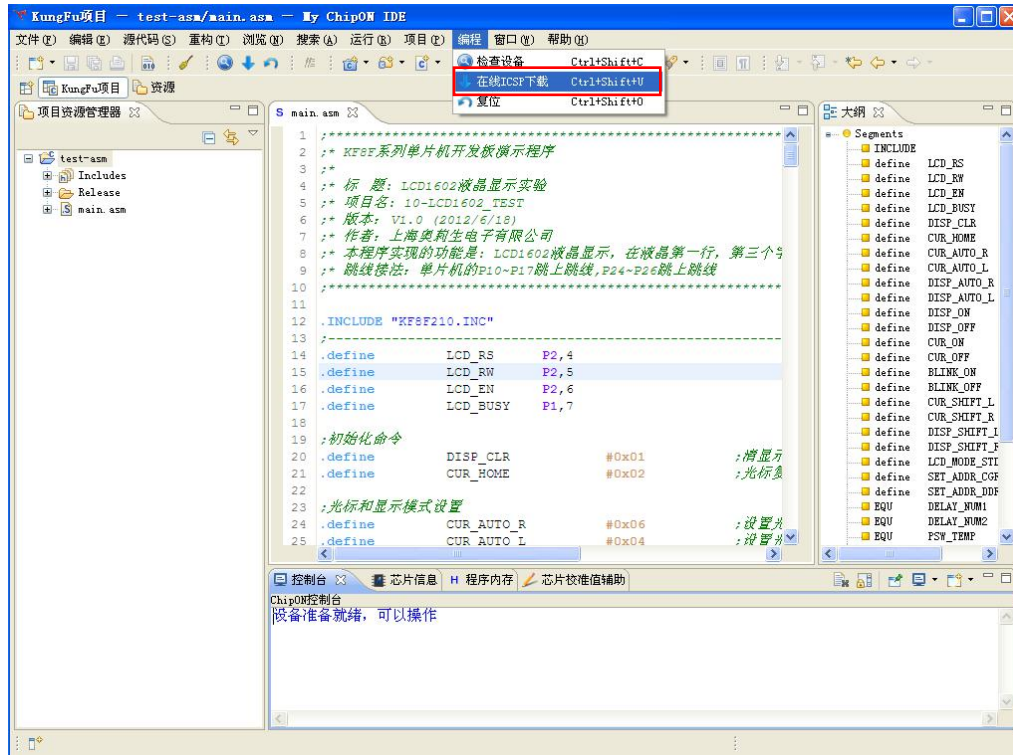 KungFu项目 — test-asm/main.asm — My ChipON IDE
文件(F) 编辑(E) 源代码(S) 重构(T) 浏览(N) 搜索(A) 运行(R) 项目(P) 编程 窗口(W) 帮助(H)
检查设备 Ctrl+Shift+C
在线ICSP下载 Ctrl+Shift+U
复位 Ctrl+Shift+O
KungFu项目 资源
项目资源管理器
test-asm
Includes
Release
main.asm
main.asm
1 ;******************************************************
2 ;* KF8F系列单片机开发板演示程序
3 ;*
4 ;* 标 题: LCD1602液晶显示实验
5 ;* 项目名: 10-LCD1602_TEST
6 ;* 版本: V1.0 (2012/6/18)
7 ;* 作者: 上海奥莉生电子有限公司
8 ;* 本程序实现的功能是: LCD1602液晶显示, 在液晶第一行, 第三个字
9 ;* 跳线接法: 单片机的P10~P17跳上跳线,P24~P26跳上跳线
10 ;******************************************************
11
12 .INCLUDE "KF8F210.INC"
13 ;------------------------------------------------------
14 .define LCD_RS P2,4
15 .define LCD_RW P2,5
16 .define LCD_EN P2,6
17 .define LCD_BUSY P1,7
18
19 ;初始化命令
20 .define DISP_CLR #0x01 ;清显示
21 .define CUR_HOME #0x02 ;光标复
22
23 ;光标和显示模式设置
24 .define CUR_AUTO_R #0x06 ;设置光
25 .define CUR_AUTO_L #0x04 ;设置光
大纲
Segments
INCLUDE
define LCD_RS
define LCD_RW
define LCD_EN
define LCD_BUSY
define DISP_CLR
define CUR_HOME
define CUR_AUTO_R
define CUR_AUTO_L
define DISP_AUTO_R
define DISP_AUTO_L
define DISP_ON
define DISP_OFF
define CUR_ON
define CUR_OFF
define BLINK_ON
define BLINK_OFF
define CUR_SHIFT_L
define CUR_SHIFT_R
define DISP_SHIFT_L
define DISP_SHIFT_R
define LCD_MODE_STI
define SET_ADDR_CGR
define SET_ADDR_DDR
EQU DELAY_NUM1
EQU DELAY_NUM2
EQU PSW_TEMP
控制台 芯片信息 程序内存 芯片校准值辅助
ChipON控制台
设备准备就绪，可以操作